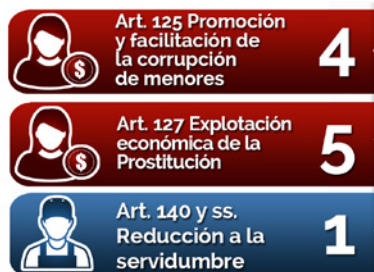 Art. 125 Promoción
y facilitación de
la corrupción
de menores
4
$
Art. 127 Explotación
económica de la
Prostitución
5
$
Art. 140 y ss.
Reducción a la
servidumbre
1